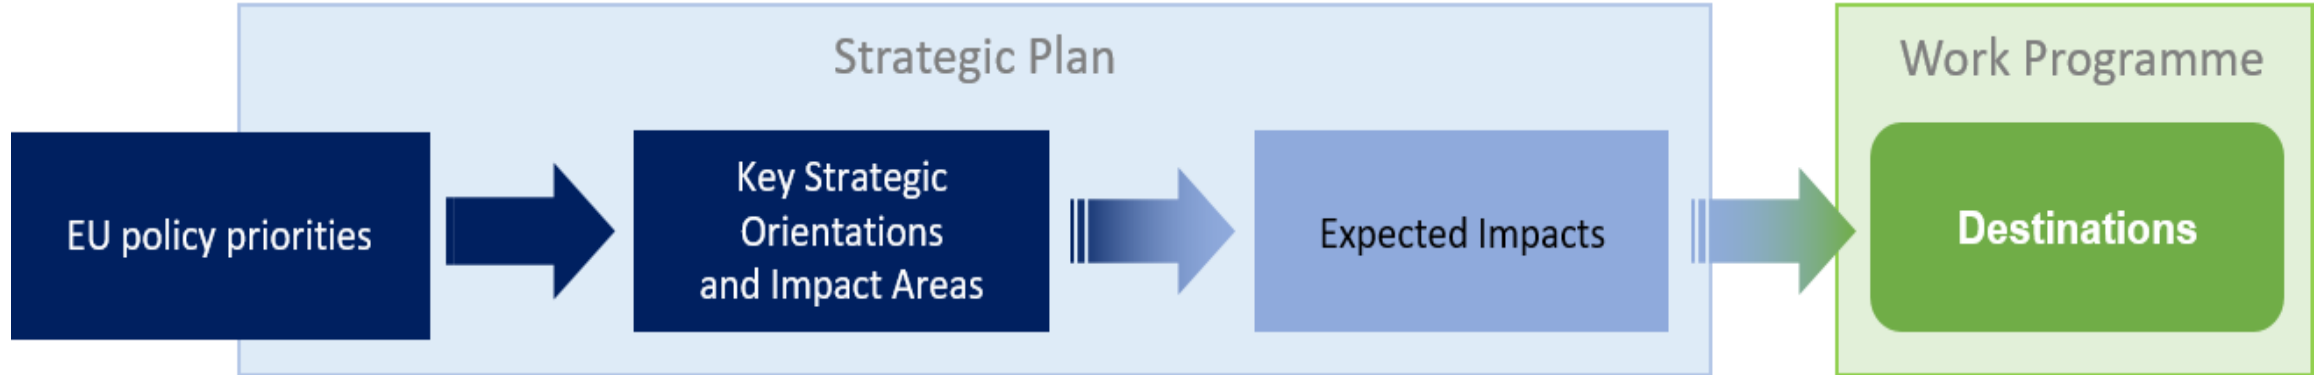 Strategic Plan
Work Programme
EU policy priorities
Key Strategic
Orientations
and Impact Areas
Expected Impacts
Destinations